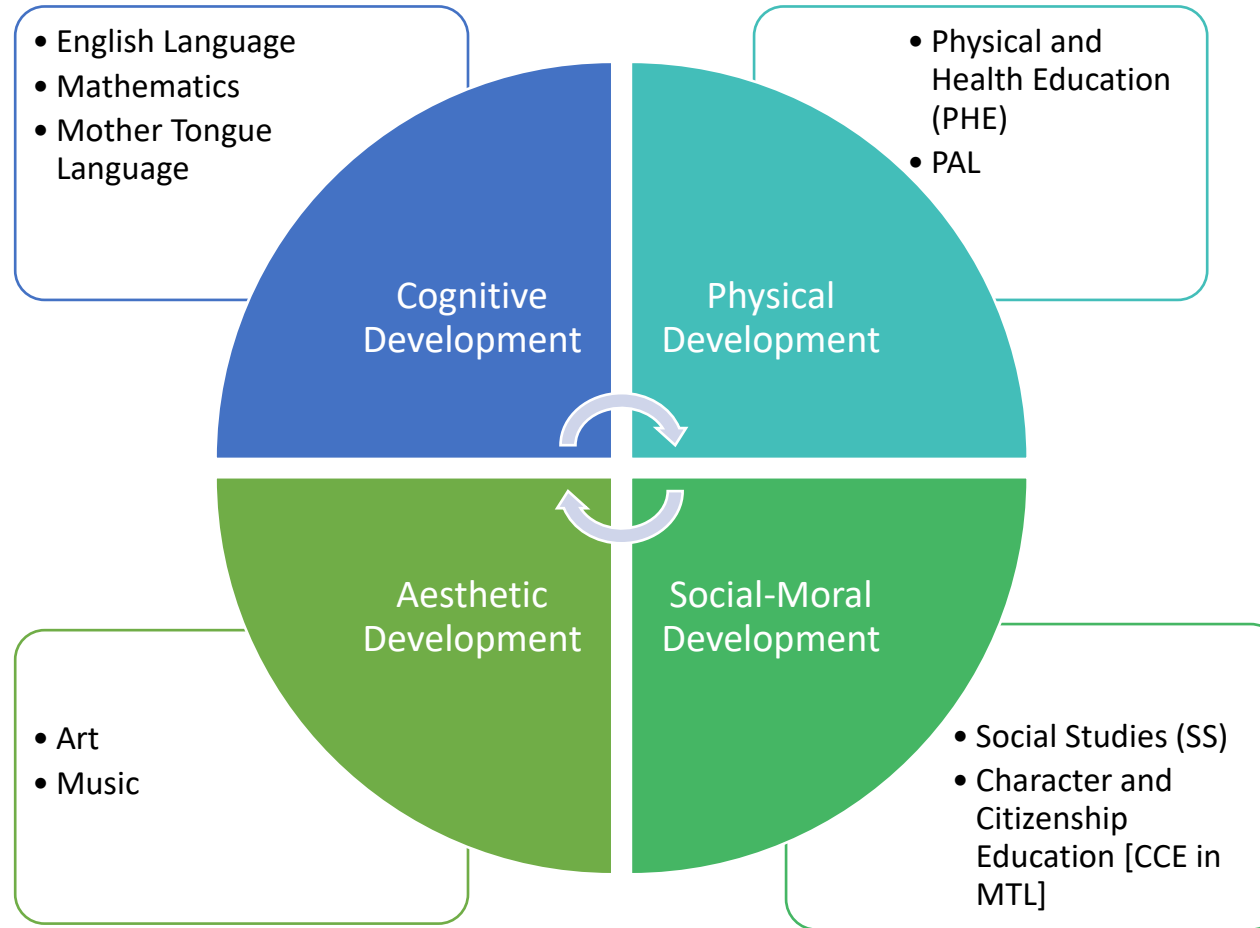 • English Language
• Mathematics
• Mother Tongue
Language
• Physical and
Health Education
(PHE)
• PAL
Cognitive
Development
Physical
Development
Aesthetic
Development
Social-Moral
Development
• Art
• Music
• Social Studies (SS)
• Character and
Citizenship
Education [CCE in
MTL]